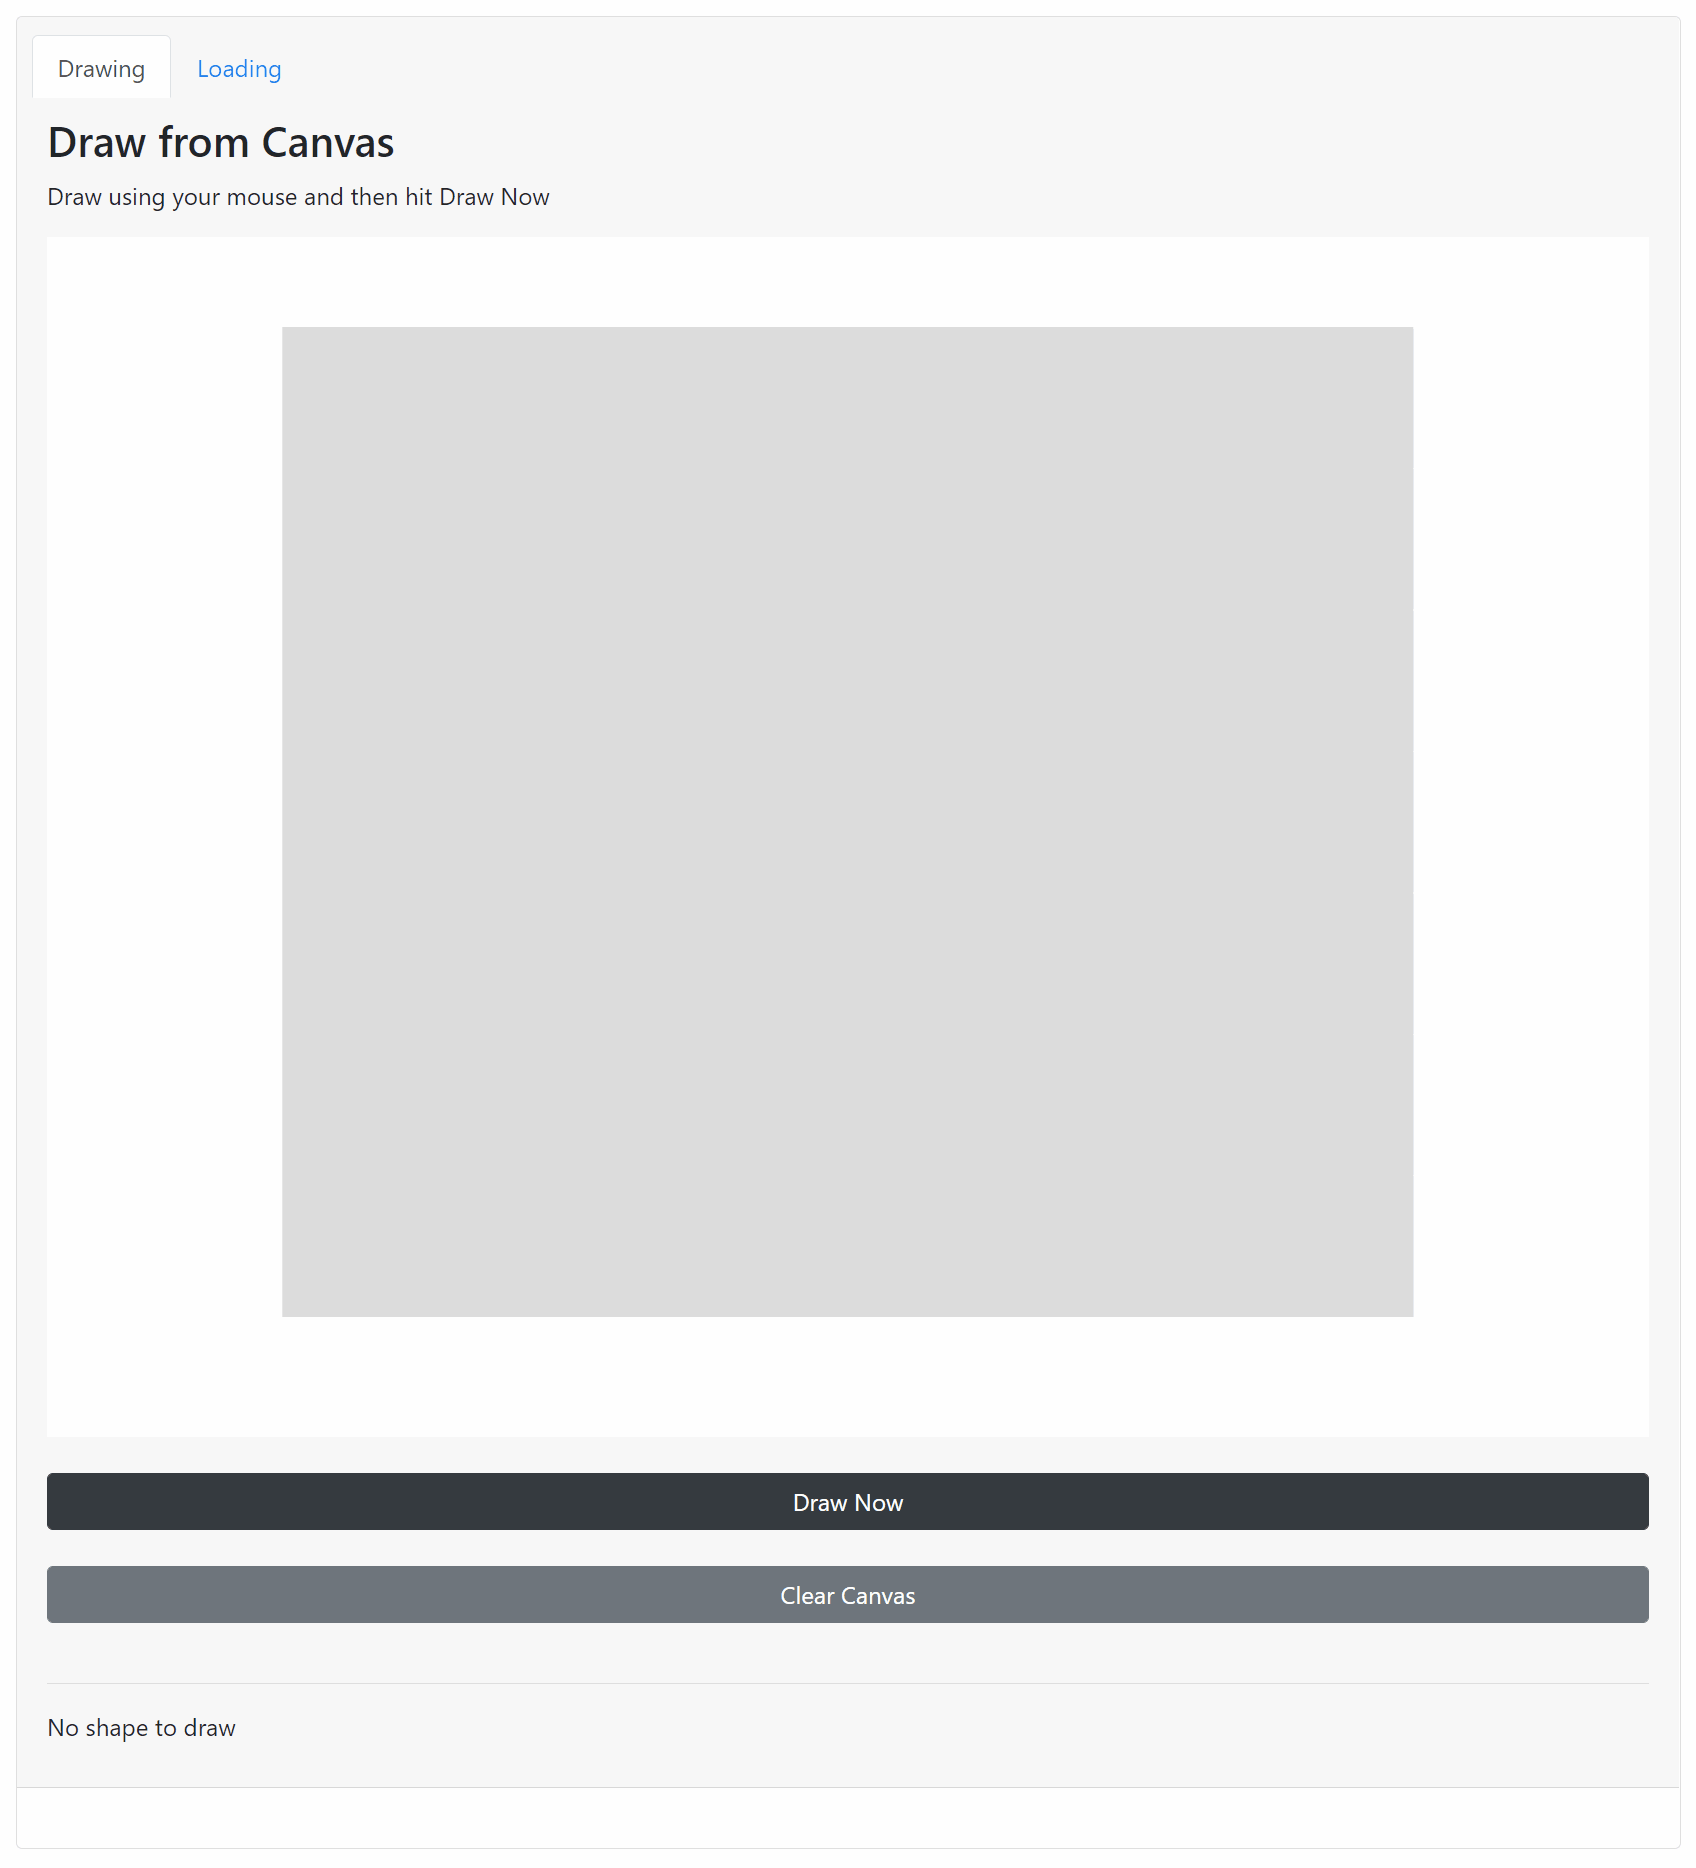 Drawing
Loading
Draw from Canvas
Draw using your mouse and then hit Draw Now
Draw Now
Clear Canvas
No shape to draw